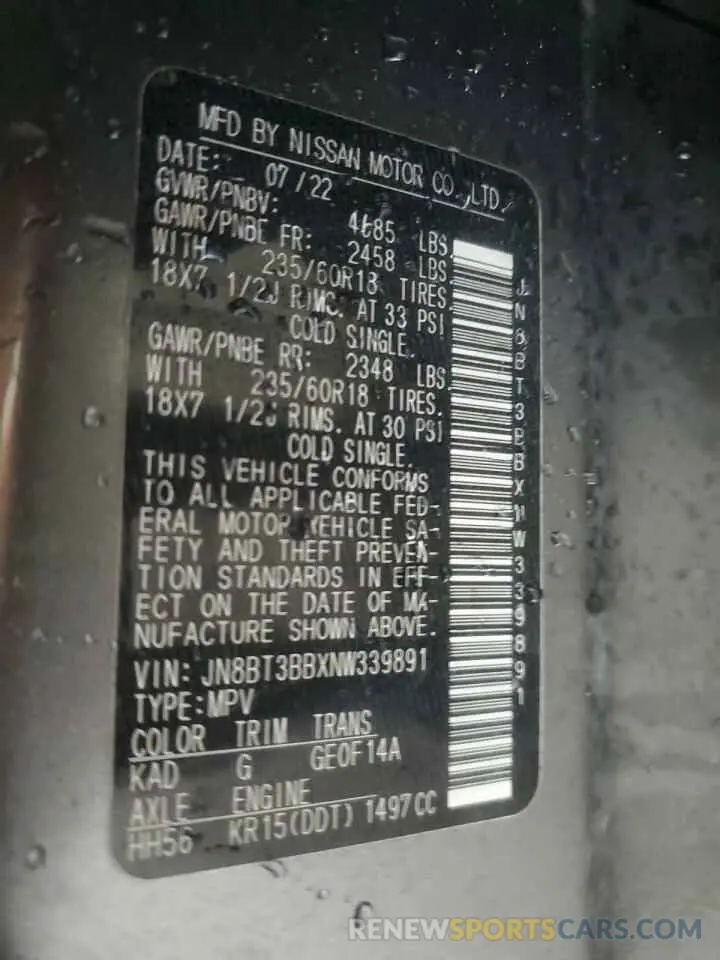 MFD BY NISSAN MOTOR CO.,LTD.
DATE: 07/22
GVWR/PNBV: 4685 LBS.
GAWR/PNBE FR: 2458 LBS
WITH 235/60R18 TIRES.
18X7 1/2J RIMS. AT 33 PSI
COLD SINGLE.
GAWR/PNBE RR: 2348 LBS.
WITH 235/60R18 TIRES.
18X7 1/2J RIMS. AT 30 PSI
COLD SINGLE.
THIS VEHICLE CONFORMS
TO ALL APPLICABLE FED-
ERAL MOTOR VEHICLE SA-
FETY AND THEFT PREVEN-
TION STANDARDS IN EFF-
ECT ON THE DATE OF MA-
NUFACTURE SHOWN ABOVE.
VIN: JN8BT3BBXNW339891
TYPE:MPV
COLOR TRIM TRANS
KAD G GE0F14A
AXLE ENGINE
HH56 KR15(DDT) 1497CC
JN8BT3BBXNW339891
RENEWSPORTSCARS.COM